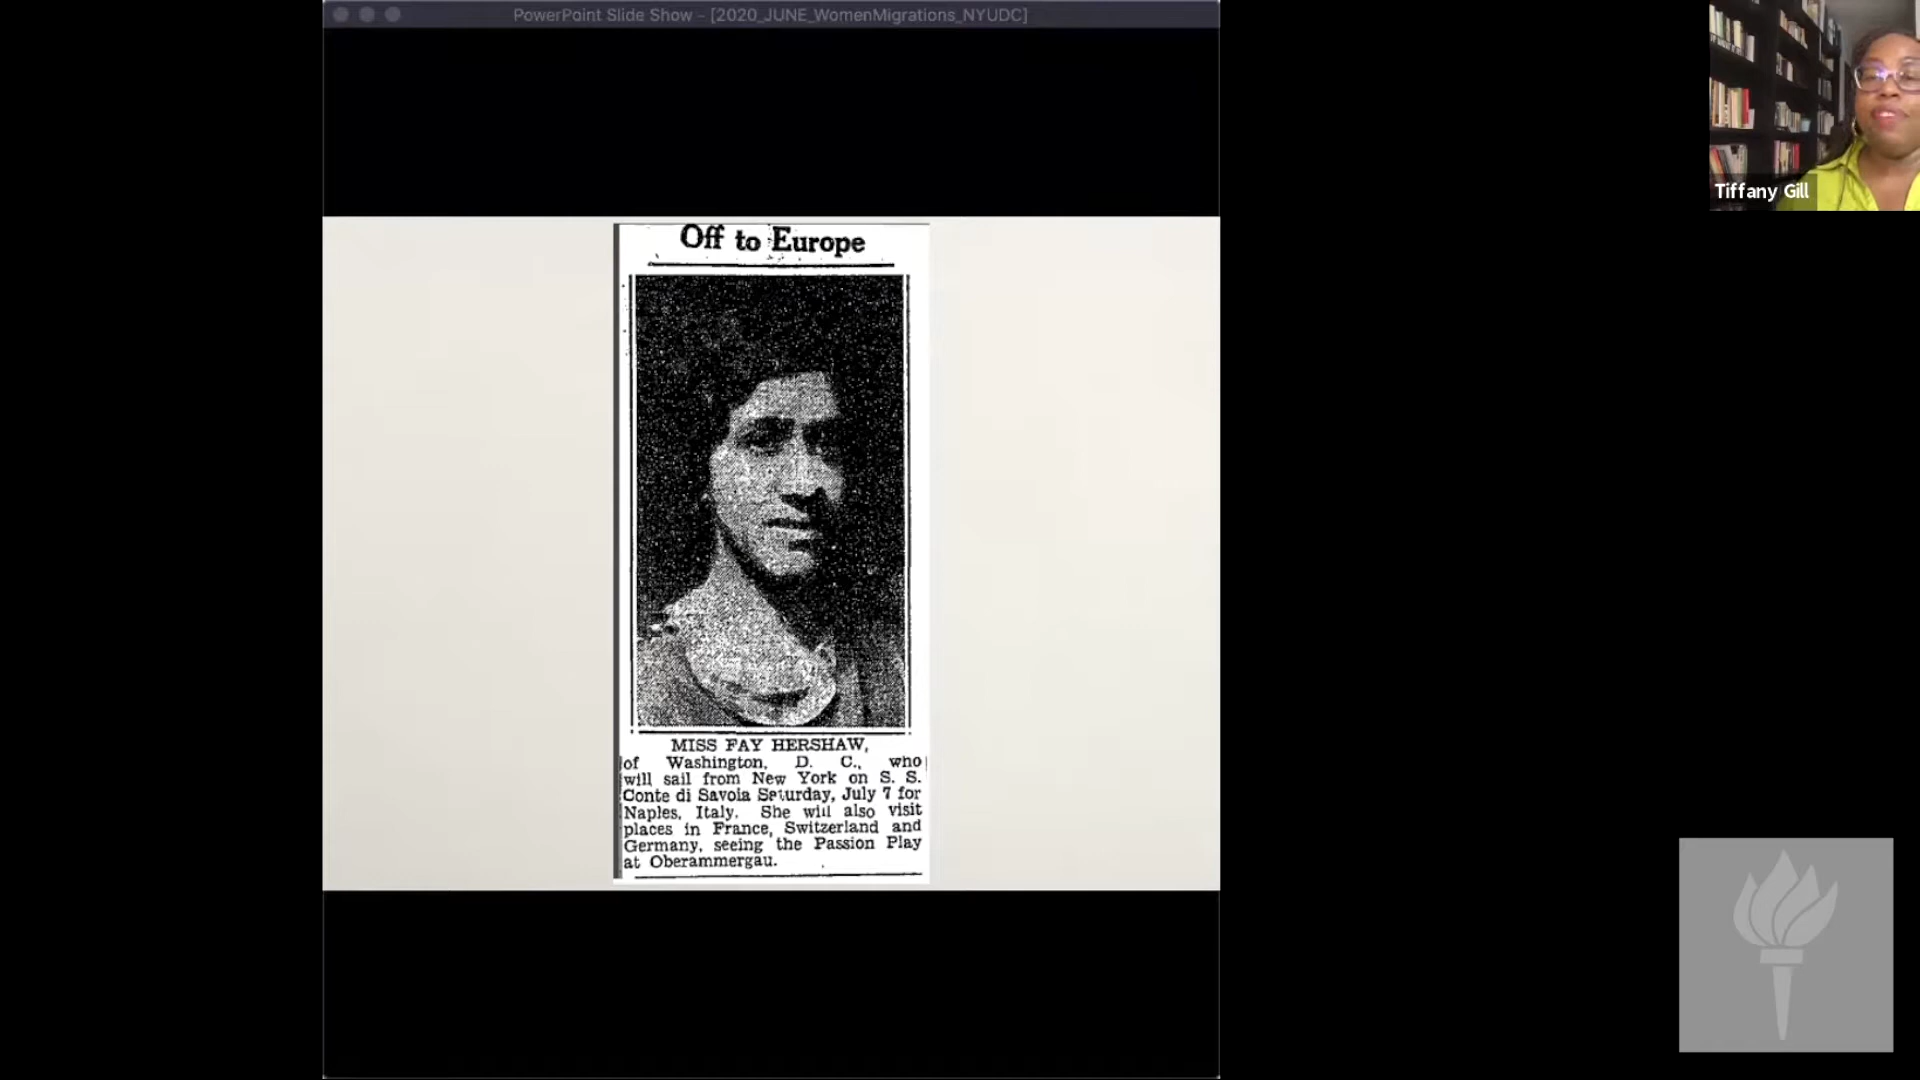 PowerPoint Slide Show - [2020_JUNE_WomenMigrations_NYUDC]
Tiffany Gill
Off to Europe
MISS FAY HERSHAW,
of Washington, D. C., who
will sail from New York on S. S.
Conte di Savoia Saturday, July 7 for
Naples, Italy. She will also visit
places in France, Switzerland and
Germany, seeing the Passion Play
at Oberammergau.